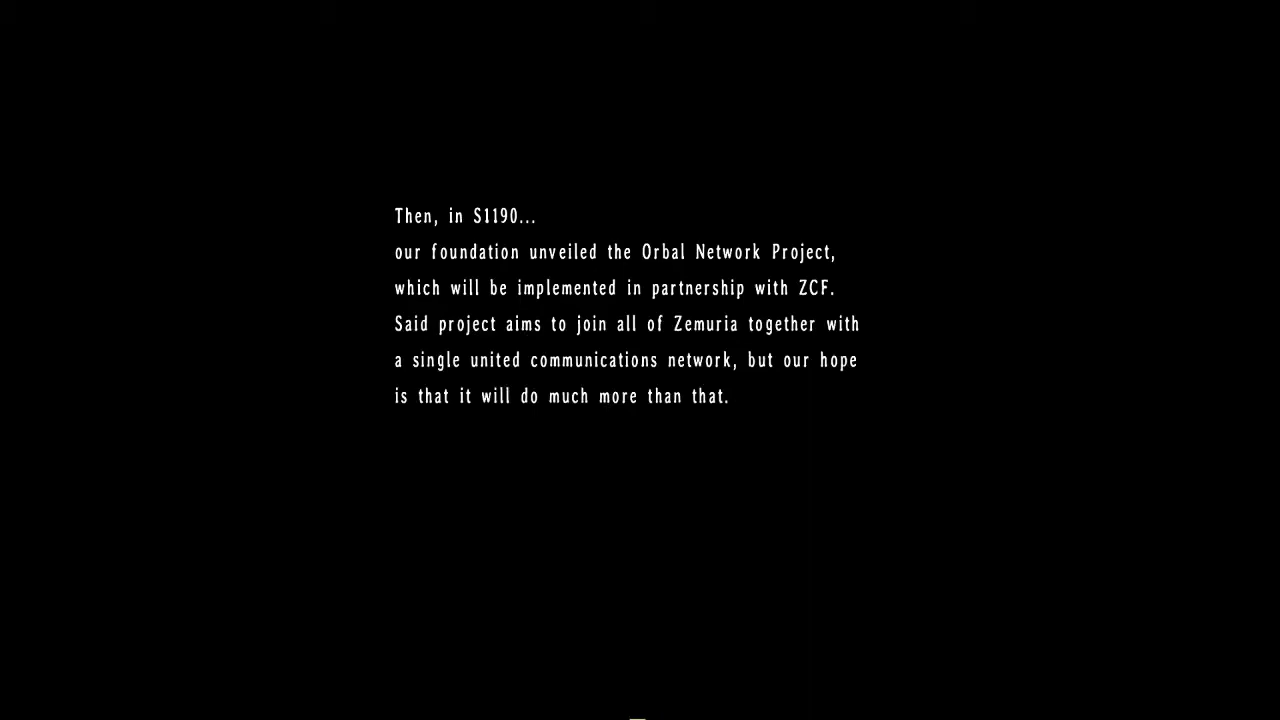 Then, in S1190...
our foundation unveiled the Orbal Network Project,
which will be implemented in partnership with ZCF.
Said project aims to join all of Zemuria together with
a single united communications network, but our hope
is that it will do much more than that.